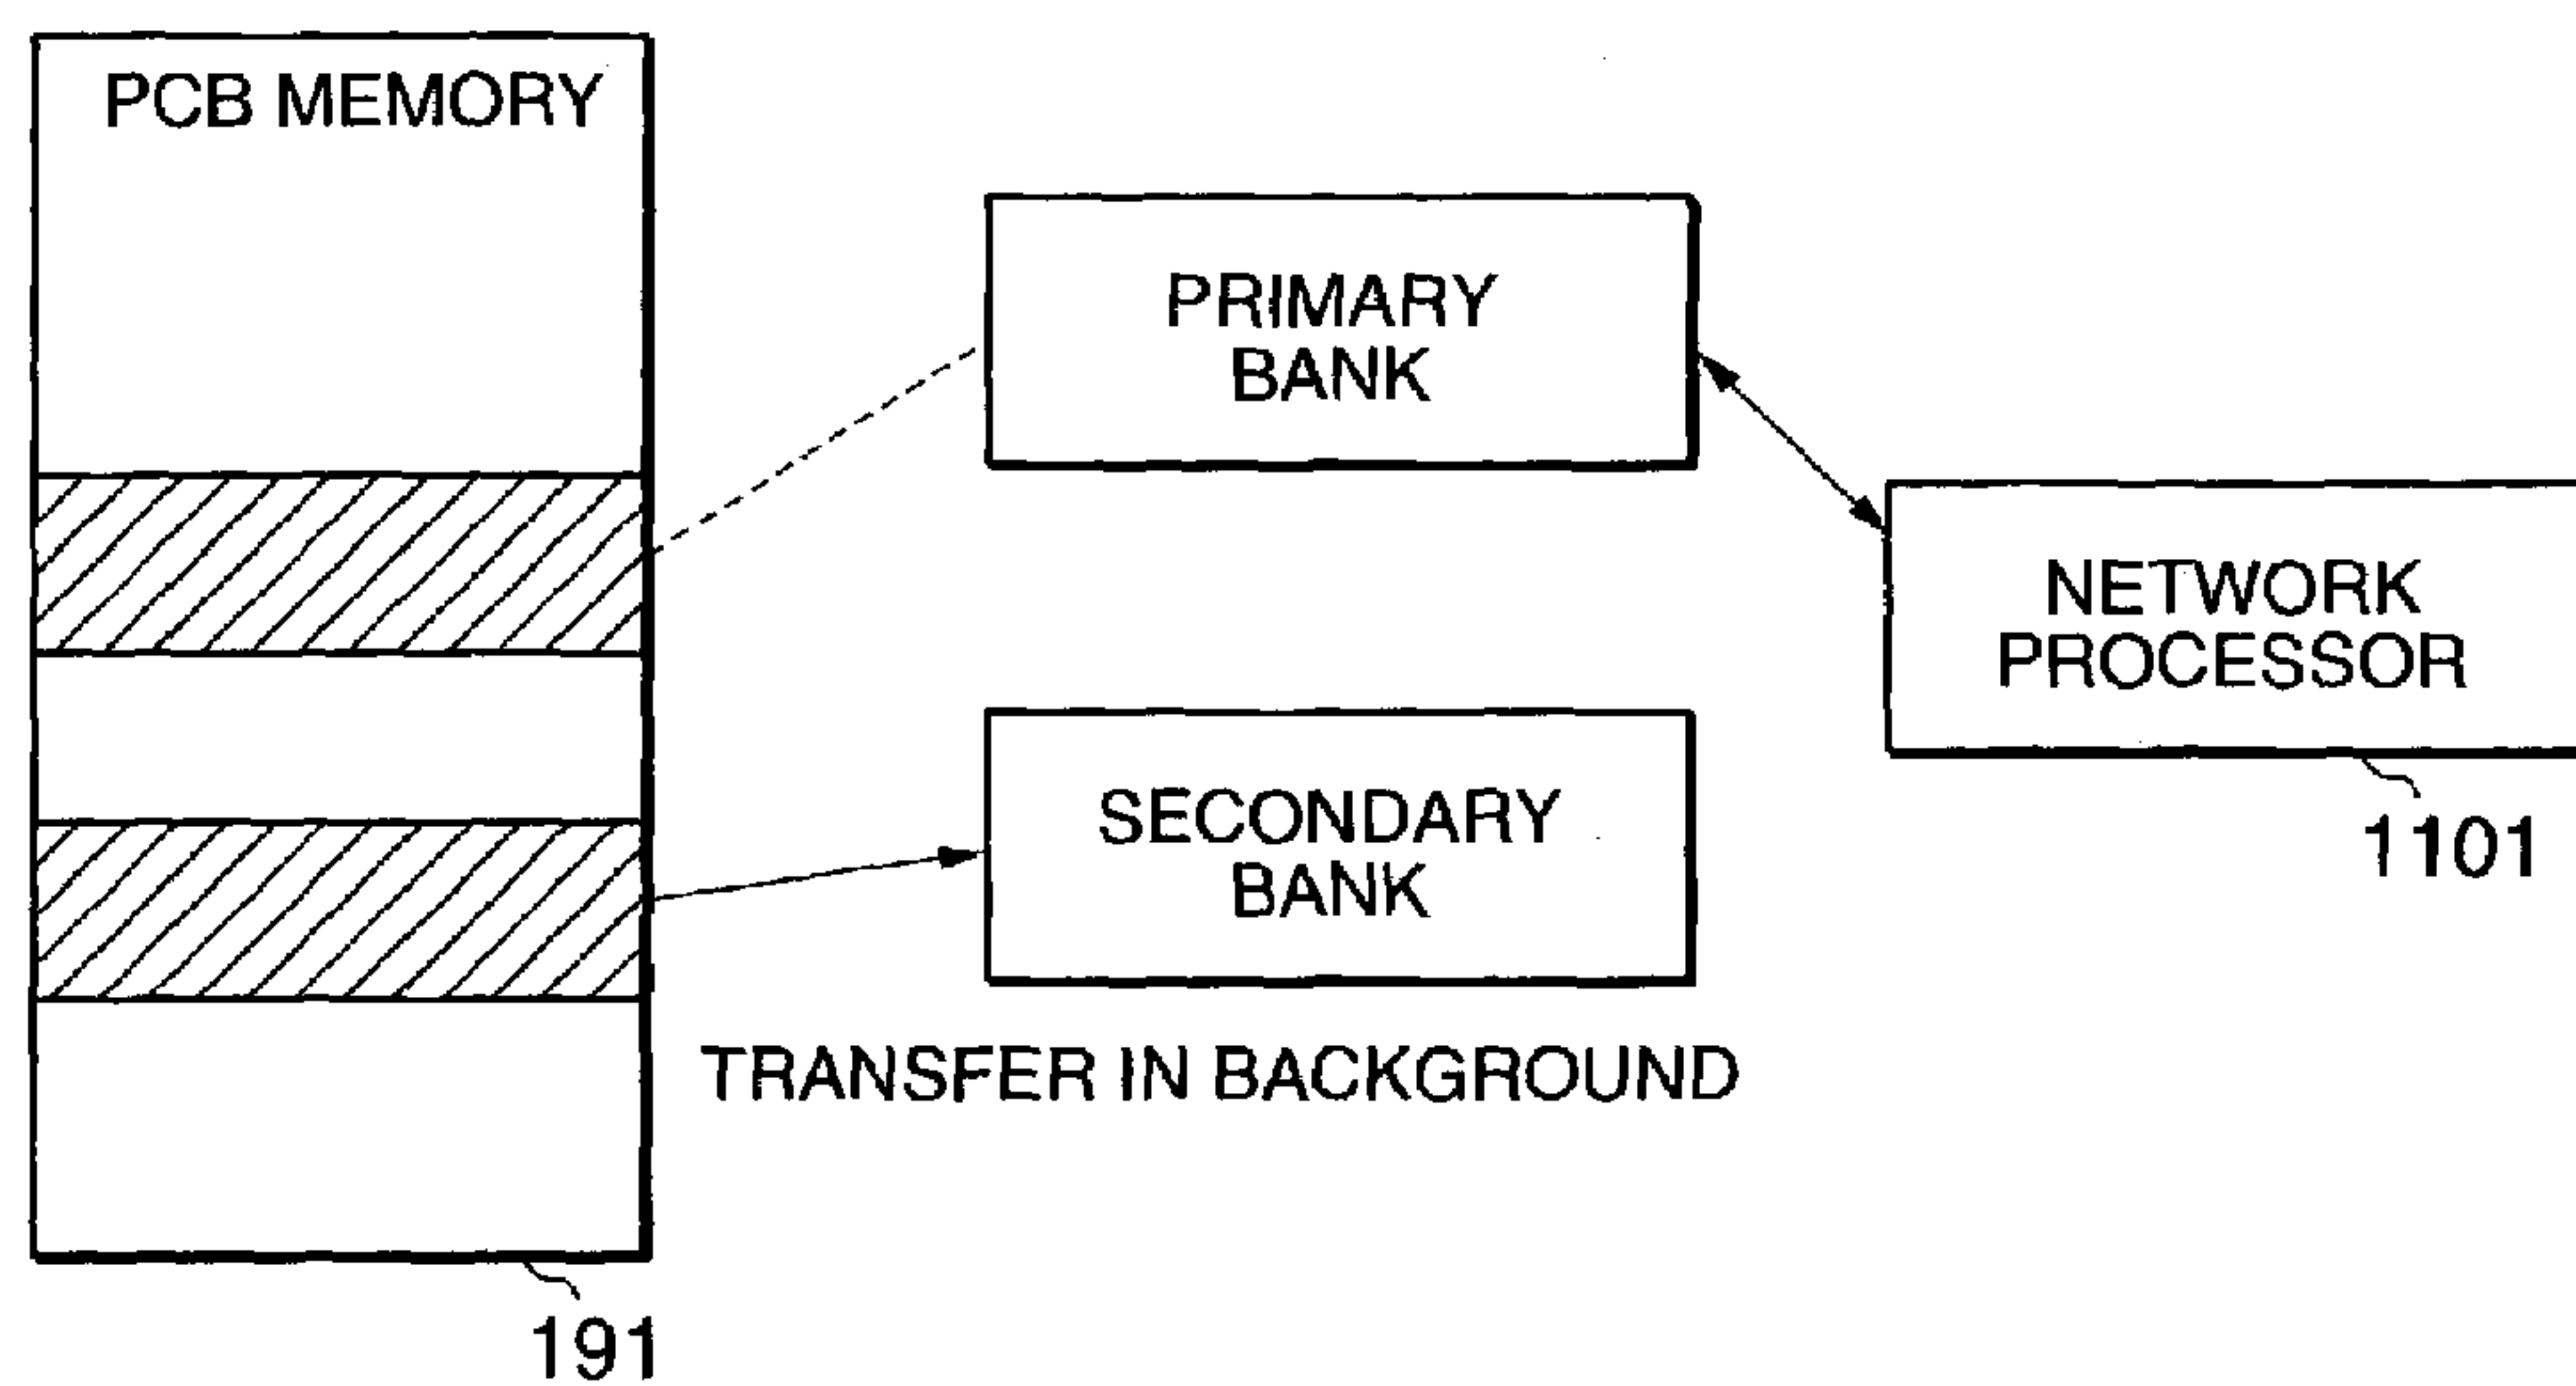 PCB MEMORY
PRIMARY
BANK
NETWORK
PROCESSOR
1101
SECONDARY
BANK
TRANSFER IN BACKGROUND
191